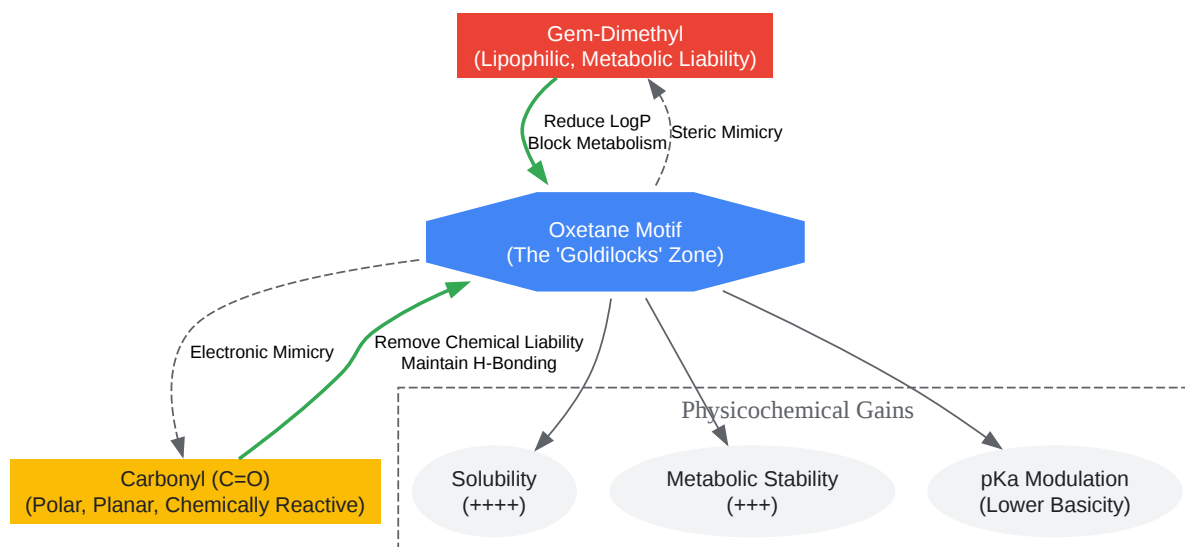 Gem-Dimethyl
(Lipophilic, Metabolic Liability)
Reduce LogP
Block Metabolism
Steric Mimicry
Oxetane Motif
(The 'Goldilocks' Zone)
Electronic Mimicry
Remove Chemical Liability
Maintain H-Bonding
Physicochemical Gains
Carbonyl (C=O)
(Polar, Planar, Chemically Reactive)
Solubility
(++++)
Metabolic Stability
(+++)
pKa Modulation
(Lower Basicity)